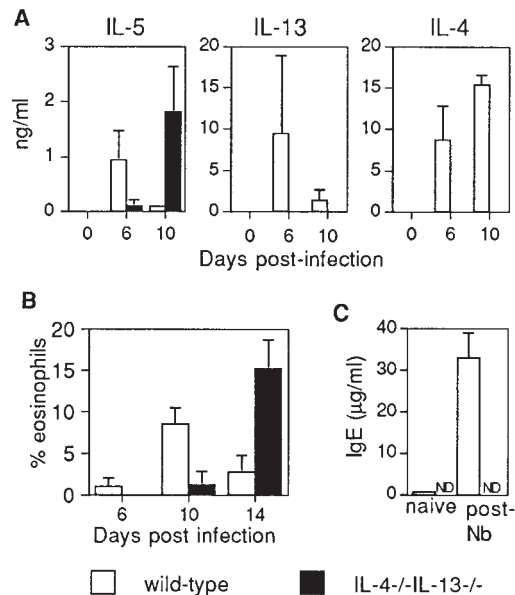 A
IL-5 IL-13 IL-4
ng/ml
3
2
1
0
0 6 10
20
15
10
5
0
0 6 10
20
15
10
5
0
0 6 10
Days post-infection
B
% eosinophils
20
15
10
5
0
6 10 14
Days post infection
C
IgE (µg/ml)
40
30
20
10
0
ND ND
naive post-
Nb
wild-type IL-4-/-IL-13-/-